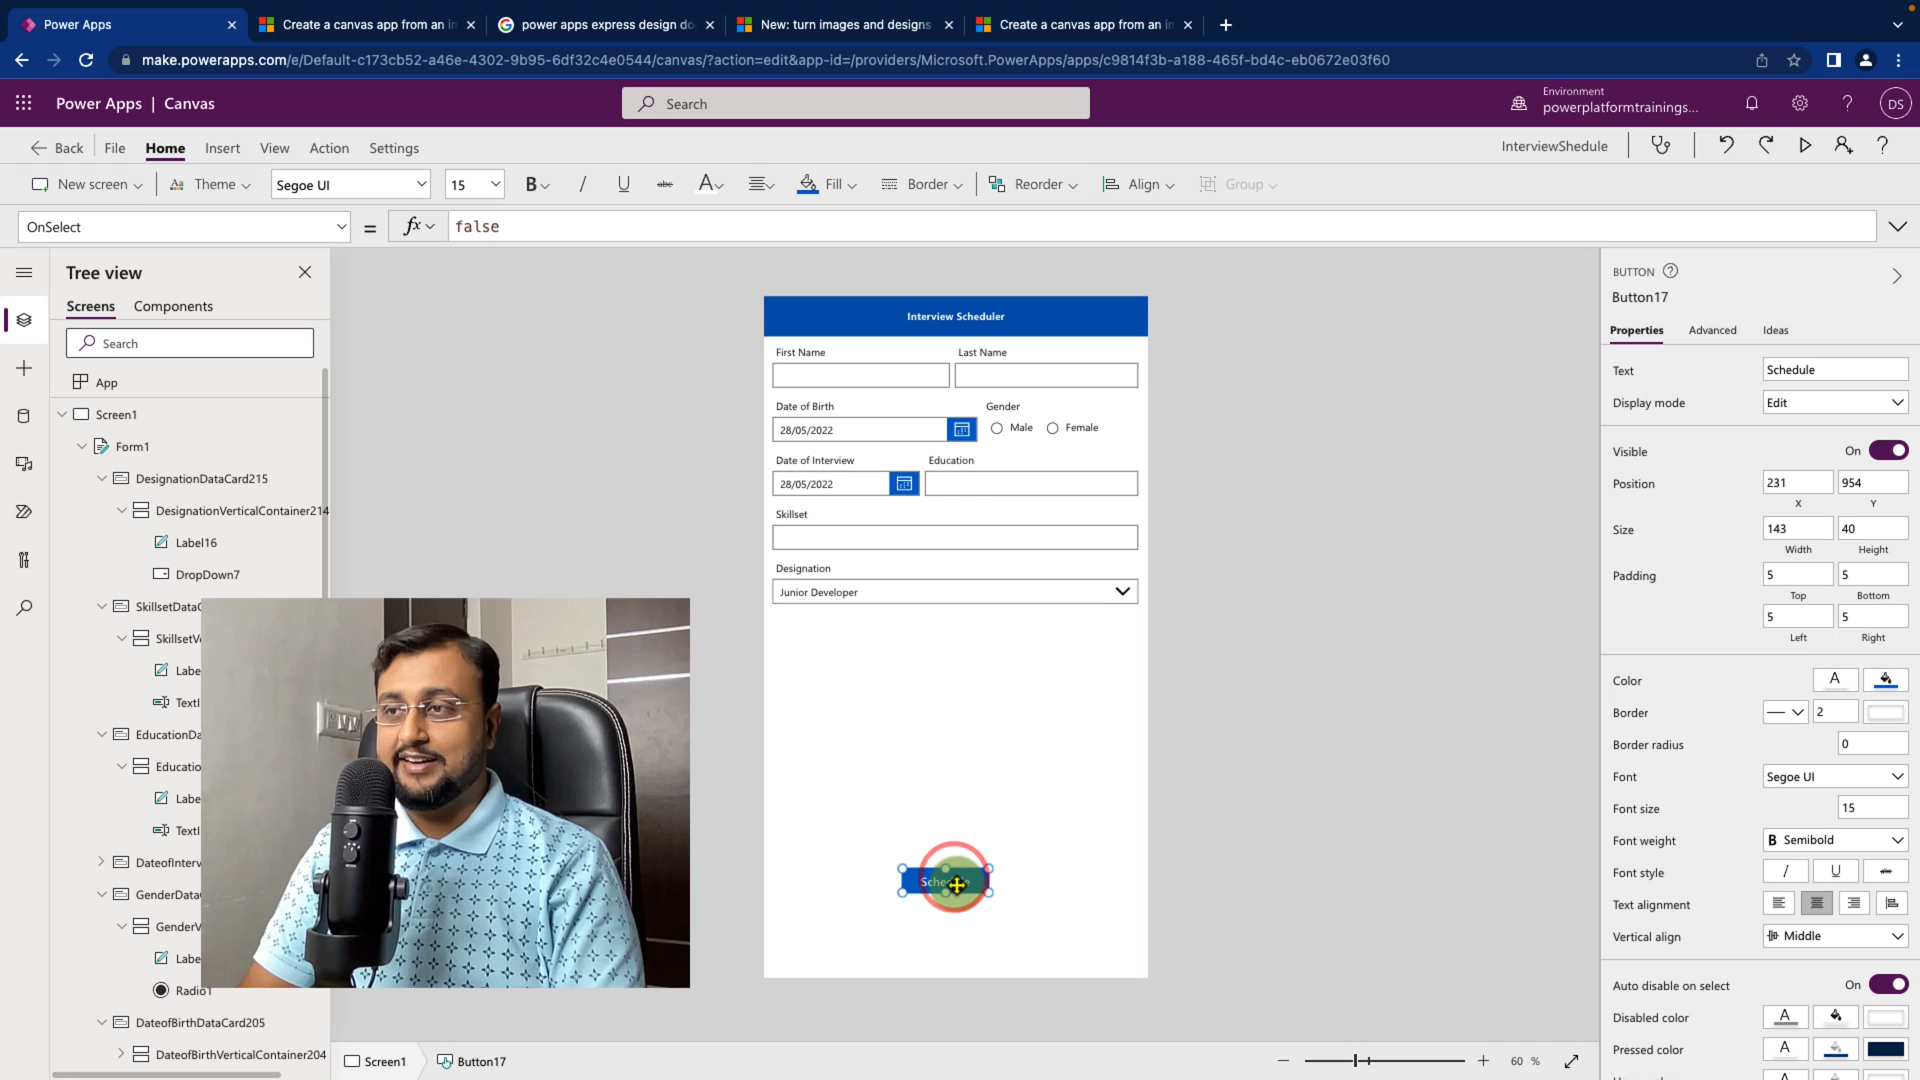 Power Apps
Create a canvas app from an in
power apps express design do
New: turn images and designs
Create a canvas app from an in
make.powerapps.com/e/Default-c173cb52-a46e-4302-9b95-6df32c4e0544/canvas/?action=edit&app-id=/providers/Microsoft.PowerApps/apps/c9814f3b-a188-465f-bd4c-eb0672e03f60
Power Apps | Canvas
Search
Environment
powerplatformtrainings...
DS
Back
File
Home
Insert
View
Action
Settings
InterviewShedule
New screen
Theme
Segoe UI
15
B
Fill
Border
Reorder
Align
Group
OnSelect
=
fx
false
Tree view
Screens
Components
Search
App
Screen1
Form1
DesignationDataCard215
DesignationVerticalContainer214
Label16
DropDown7
SkillsetData
SkillsetV
Labe
TextI
EducationDa
Educatio
Labe
TextI
DateofInterv
GenderData
GenderV
Labe
Radio1
DateofBirthDataCard205
DateofBirthVerticalContainer204
Interview Scheduler
First Name
Last Name
Date of Birth
Gender
28/05/2022
Male
Female
Date of Interview
Education
28/05/2022
Skillset
Designation
Junior Developer
Screen1
Button17
60 %
BUTTON
Button17
Properties
Advanced
Ideas
Text
Schedule
Display mode
Edit
Visible
On
Position
231
954
X
Y
Size
143
40
Width
Height
Padding
5
5
Top
Bottom
5
5
Left
Right
Color
Border
2
Border radius
0
Font
Segoe UI
Font size
15
Font weight
B Semibold
Font style
Text alignment
Vertical align
Middle
Auto disable on select
On
Disabled color
Pressed color